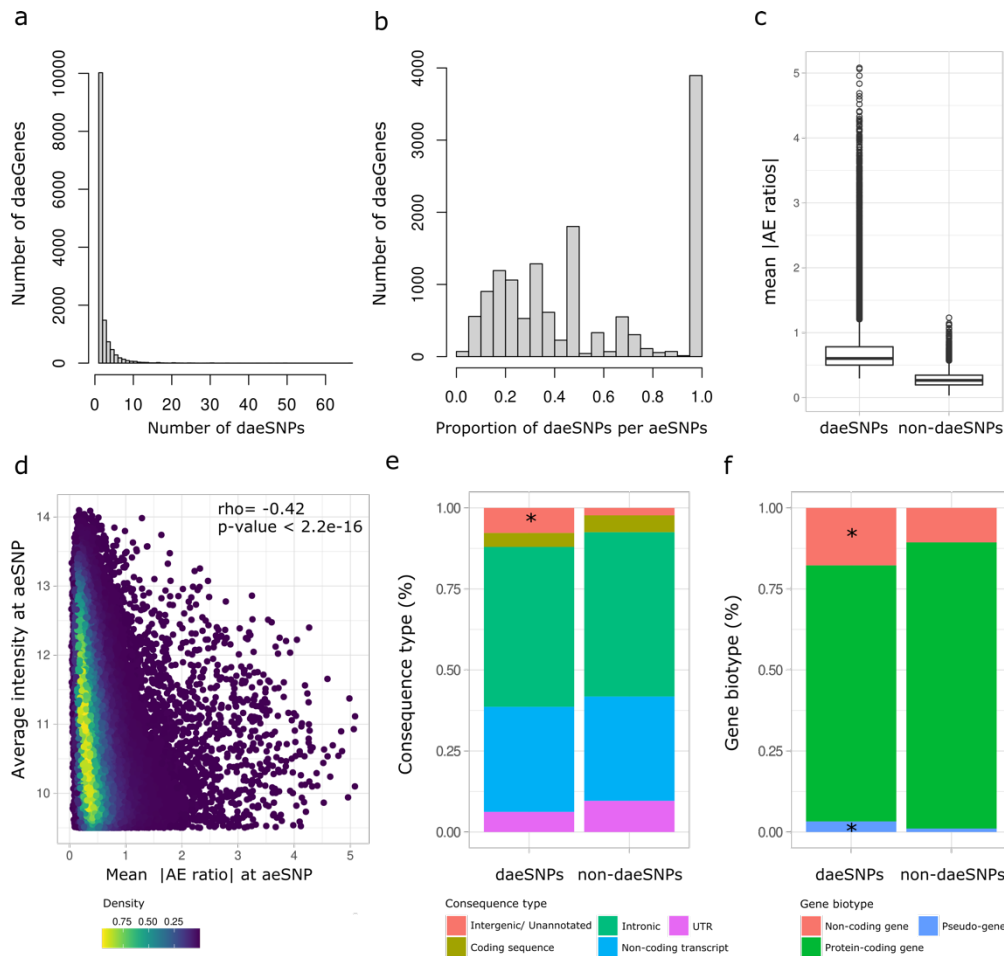 a
Number of daeGenes
10000
8000
6000
4000
2000
0
0 10 20 30 40 50 60
Number of daeSNPs
b
Number of daeGenes
4000
3000
2000
1000
0
0.0 0.2 0.4 0.6 0.8 1.0
Proportion of daeSNPs per aeSNPs
c
mean |AE ratios|
5
4
3
2
1
0
daeSNPs non-daeSNPs
d
rho= -0.42
p-value < 2.2e-16
Average intensity at aeSNP
14
13
12
11
10
0 1 2 3 4 5
Mean |AE ratio| at aeSNP
Density
0.75 0.50 0.25
e
Consequence type (%)
1.00
0.75
0.50
0.25
0.00
*
daeSNPs non-daeSNPs
Consequence type
Intergenic/ Unannotated Intronic UTR
Coding sequence Non-coding transcript
f
Gene biotype (%)
1.00
0.75
0.50
0.25
0.00
*
*
daeSNPs non-daeSNPs
Gene biotype
Non-coding gene Pseudo-gene
Protein-coding gene